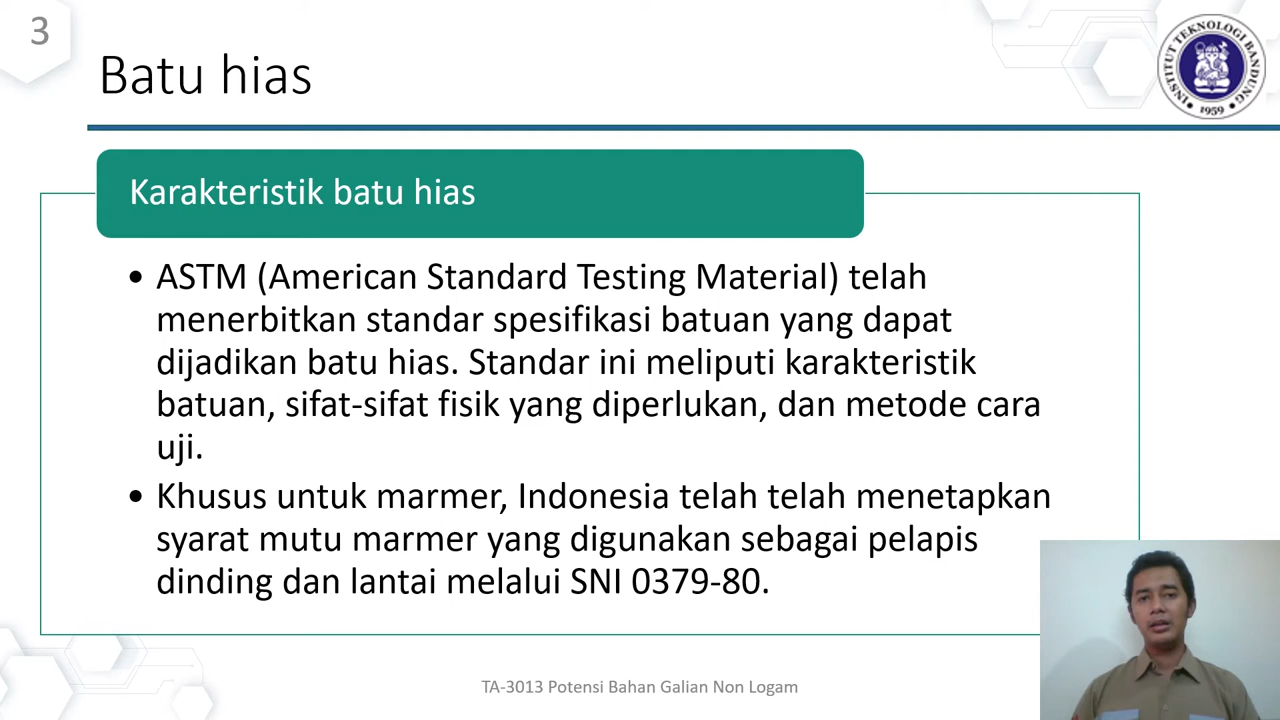 3
Batu hias
INSTITUT TEKNOLOGI BANDUNG
1959
Karakteristik batu hias
• ASTM (American Standard Testing Material) telah
menerbitkan standar spesifikasi batuan yang dapat
dijadikan batu hias. Standar ini meliputi karakteristik
batuan, sifat-sifat fisik yang diperlukan, dan metode cara
uji.
• Khusus untuk marmer, Indonesia telah telah menetapkan
syarat mutu marmer yang digunakan sebagai pelapis
dinding dan lantai melalui SNI 0379-80.
TA-3013 Potensi Bahan Galian Non Logam